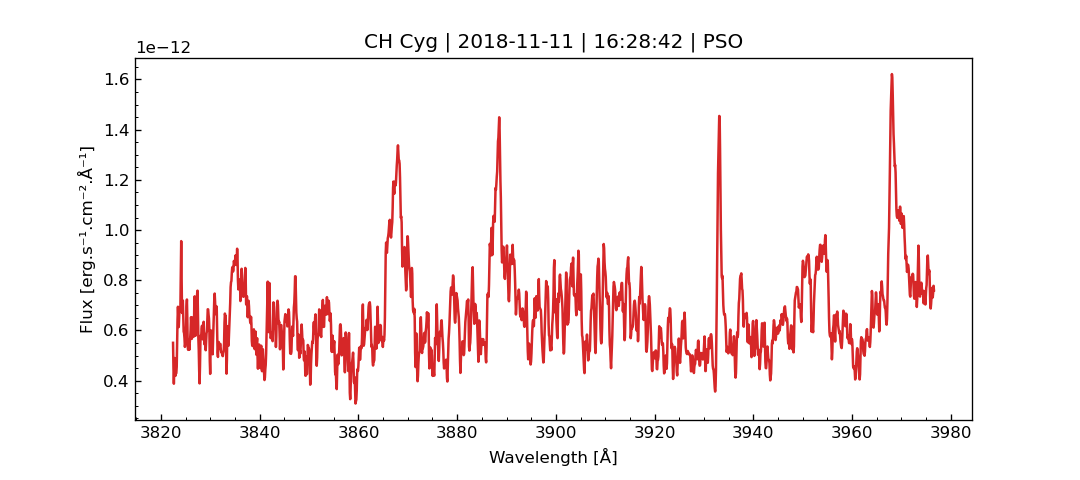 CH Cyg | 2018-11-11 | 16:28:42 | PSO
1e−12
1.6
1.4
1.2
1.0
0.8
0.6
0.4
Flux [erg.s⁻¹.cm⁻².Å⁻¹]
3820 3840 3860 3880 3900 3920 3940 3960 3980
Wavelength [Å]